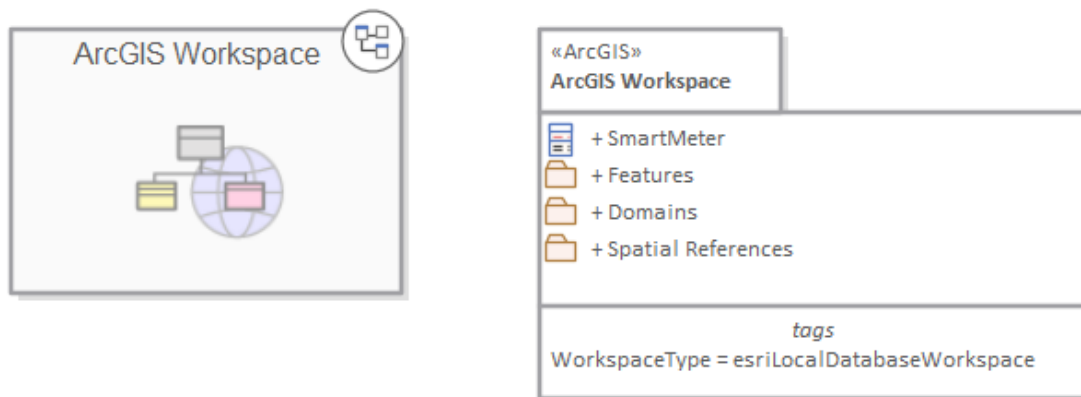 ArcGIS Workspace
«ArcGIS»
ArcGIS Workspace
+ SmartMeter
+ Features
+ Domains
+ Spatial References
tags
WorkspaceType = esriLocalDatabaseWorkspace